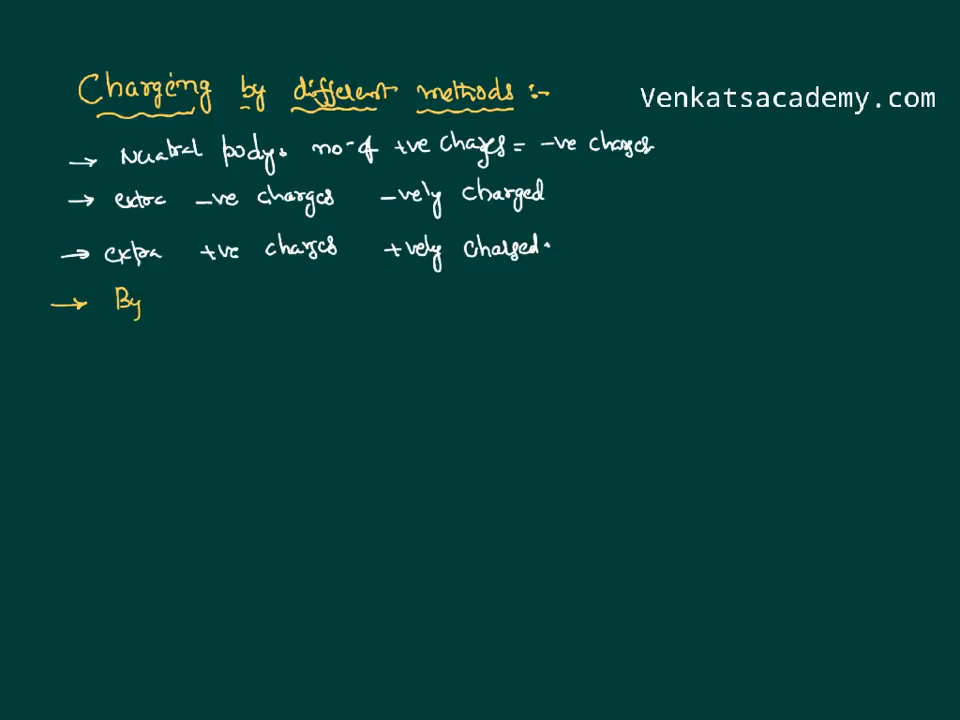 Charging by different methods :-
Venkatsacademy.com
→ Nuatral body. no-of +ve charges = -ve charges
→ extra -ve charges -vely charged
→ extra +ve charges +vely charged.
→ By